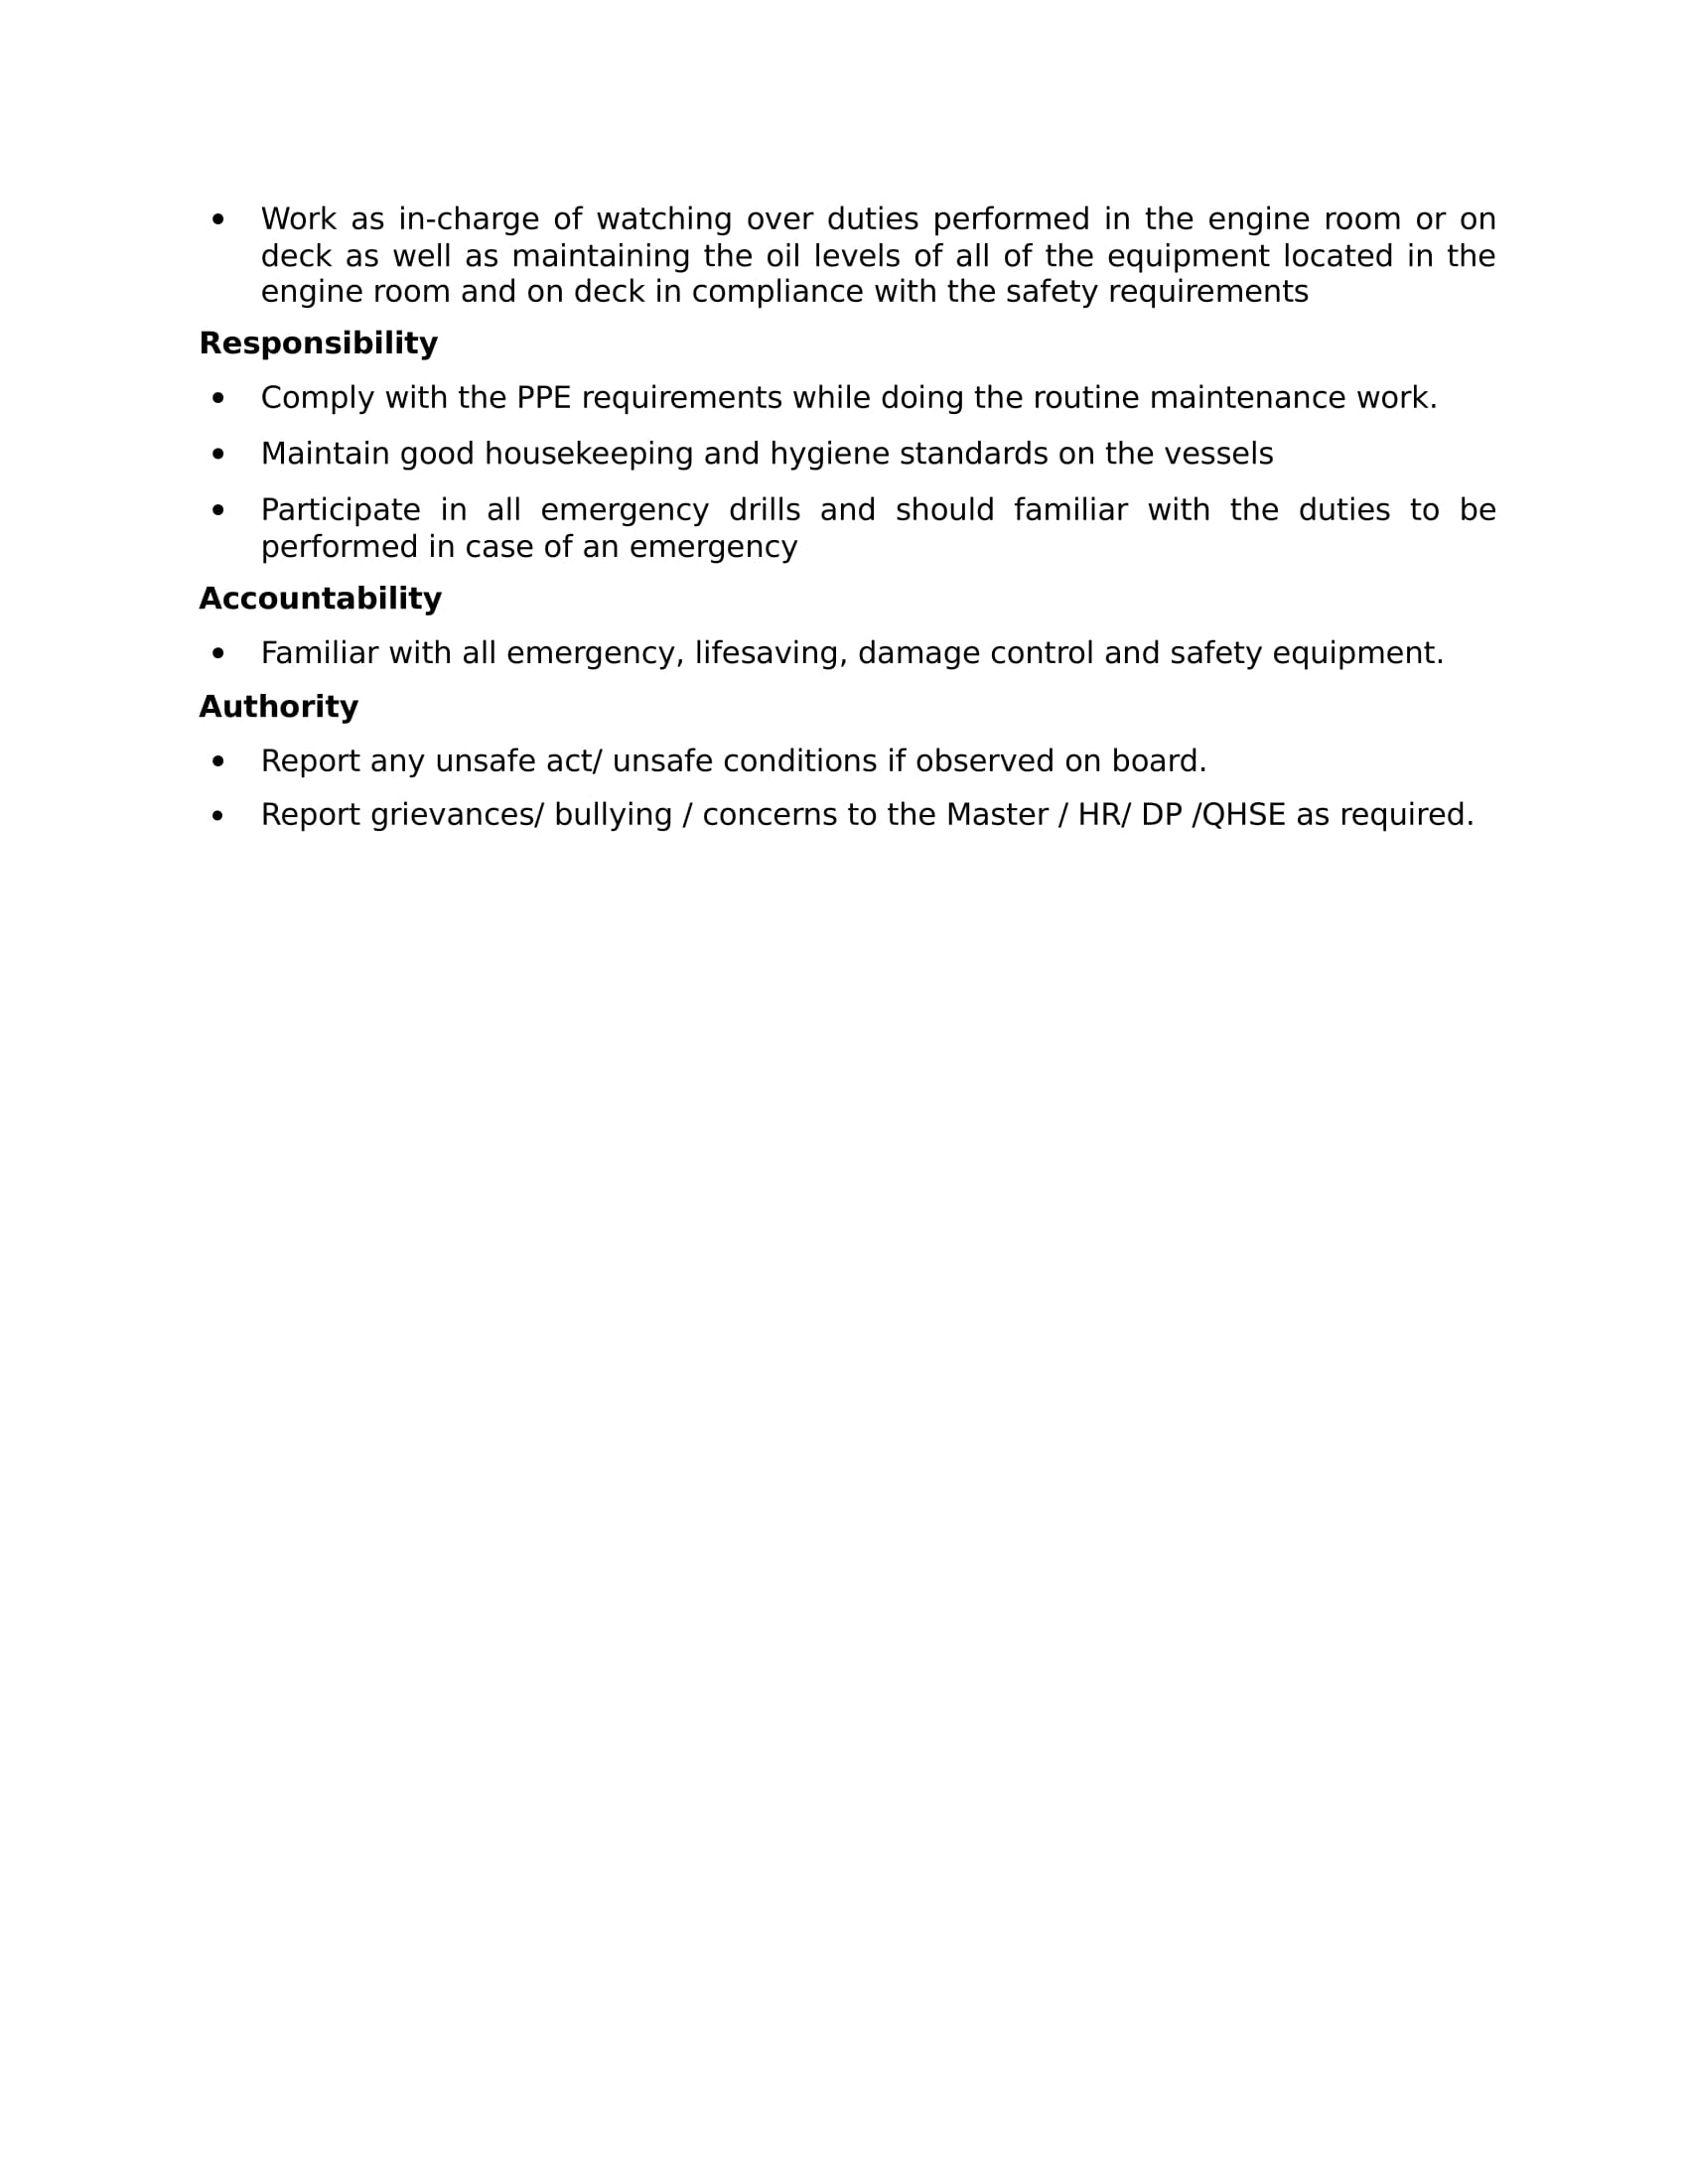 • Work as in-charge of watching over duties performed in the engine room or on
deck as well as maintaining the oil levels of all of the equipment located in the
engine room and on deck in compliance with the safety requirements
Responsibility
• Comply with the PPE requirements while doing the routine maintenance work.
• Maintain good housekeeping and hygiene standards on the vessels
• Participate in all emergency drills and should familiar with the duties to be
performed in case of an emergency
Accountability
• Familiar with all emergency, lifesaving, damage control and safety equipment.
Authority
• Report any unsafe act/ unsafe conditions if observed on board.
• Report grievances/ bullying / concerns to the Master / HR/ DP /QHSE as required.